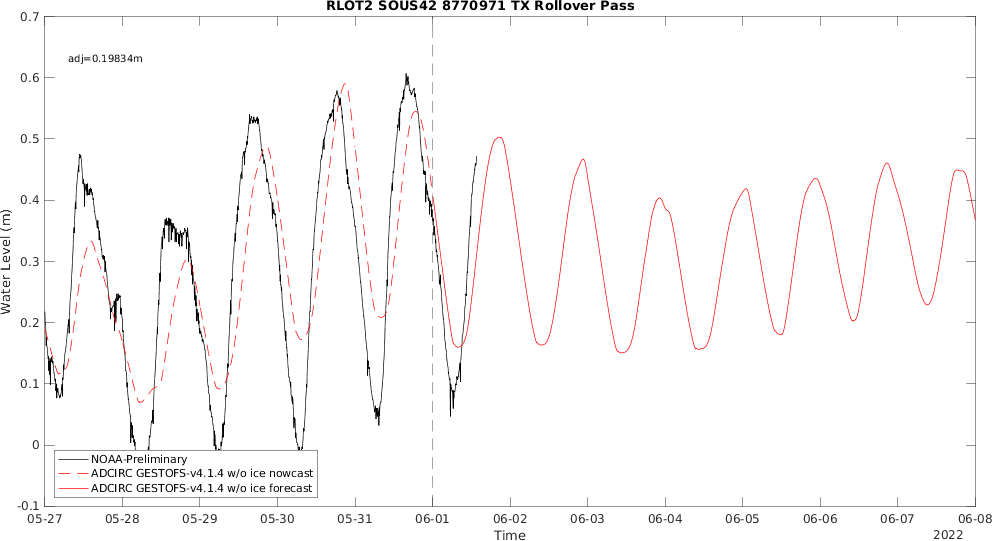 RLOT2 SOUS42 8770971 TX Rollover Pass
adj=0.19834m
0.7
0.6
0.5
0.4
0.3
0.2
0.1
0
-0.1
Water Level (m)
NOAA-Preliminary
ADCIRC GESTOFS-v4.1.4 w/o ice nowcast
ADCIRC GESTOFS-v4.1.4 w/o ice forecast
05-27 05-28 05-29 05-30 05-31 06-01 06-02 06-03 06-04 06-05 06-06 06-07 06-08
Time
2022